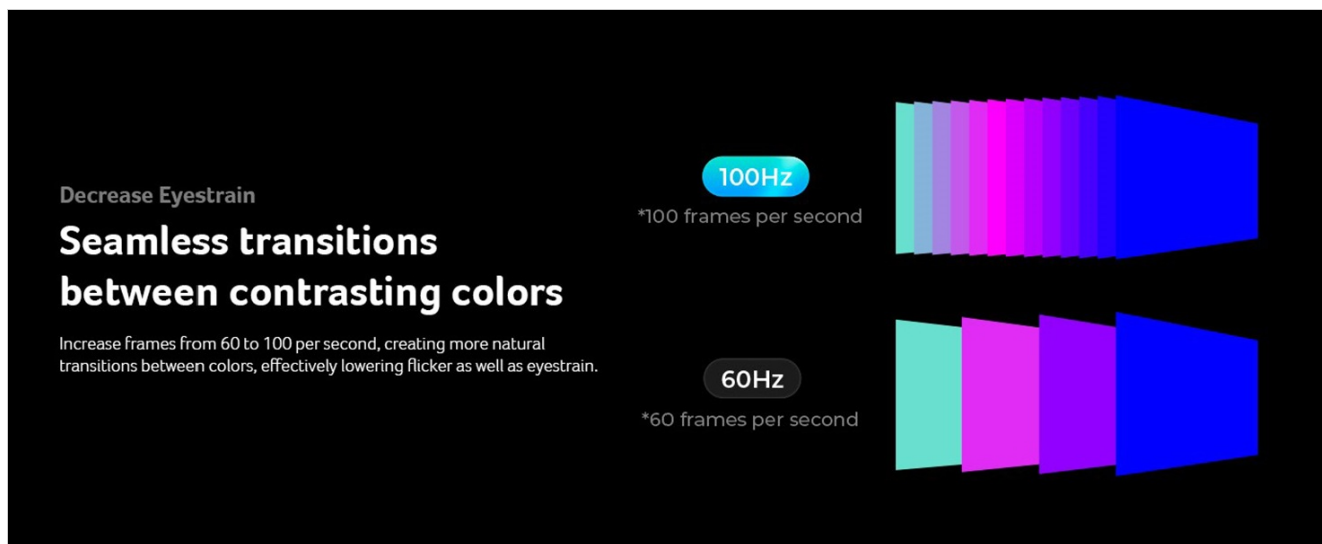 Decrease Eyestrain
Seamless transitions
between contrasting colors
Increase frames from 60 to 100 per second, creating more natural
transitions between colors, effectively lowering flicker as well as eyestrain.
100Hz
*100 frames per second
60Hz
*60 frames per second